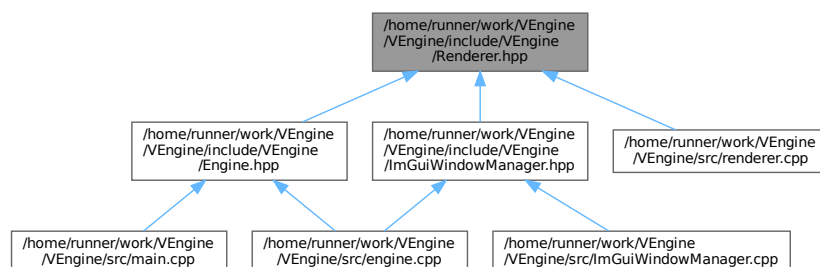 /home/runner/work/VEngine
/VEngine/include/VEngine
/Renderer.hpp
/home/runner/work/VEngine
/VEngine/include/VEngine
/Engine.hpp
/home/runner/work/VEngine
/VEngine/include/VEngine
/ImGuiWindowManager.hpp
/home/runner/work/VEngine
/VEngine/src/renderer.cpp
/home/runner/work/VEngine
/VEngine/src/main.cpp
/home/runner/work/VEngine
/VEngine/src/engine.cpp
/home/runner/work/VEngine
/VEngine/src/ImGuiWindowManager.cpp